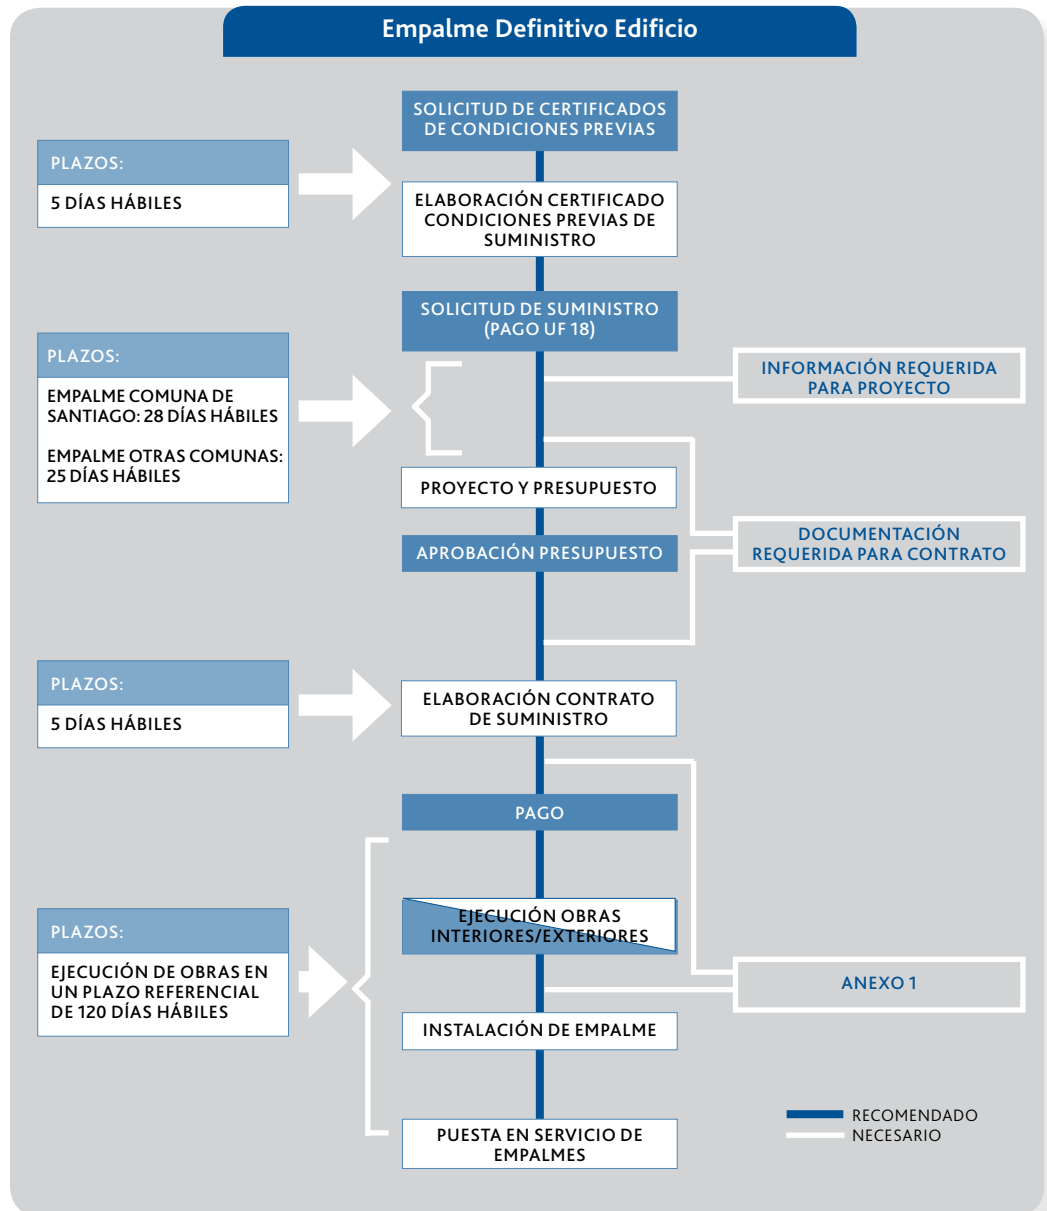 Empalme Definitivo Edificio
SOLICITUD DE CERTIFICADOS
DE CONDICIONES PREVIAS
PLAZOS:
5 DÍAS HÁBILES
ELABORACIÓN CERTIFICADO
CONDICIONES PREVIAS DE
SUMINISTRO
SOLICITUD DE SUMINISTRO
(PAGO UF 18)
PLAZOS:
EMPALME COMUNA DE
SANTIAGO: 28 DÍAS HÁBILES
EMPALME OTRAS COMUNAS:
25 DÍAS HÁBILES
INFORMACIÓN REQUERIDA
PARA PROYECTO
PROYECTO Y PRESUPUESTO
APROBACIÓN PRESUPUESTO
DOCUMENTACIÓN
REQUERIDA PARA CONTRATO
PLAZOS:
5 DÍAS HÁBILES
ELABORACIÓN CONTRATO
DE SUMINISTRO
PAGO
EJECUCIÓN OBRAS
INTERIORES/EXTERIORES
PLAZOS:
EJECUCIÓN DE OBRAS EN
UN PLAZO REFERENCIAL
DE 120 DÍAS HÁBILES
ANEXO 1
INSTALACIÓN DE EMPALME
PUESTA EN SERVICIO DE
EMPALMES
RECOMENDADO
NECESARIO